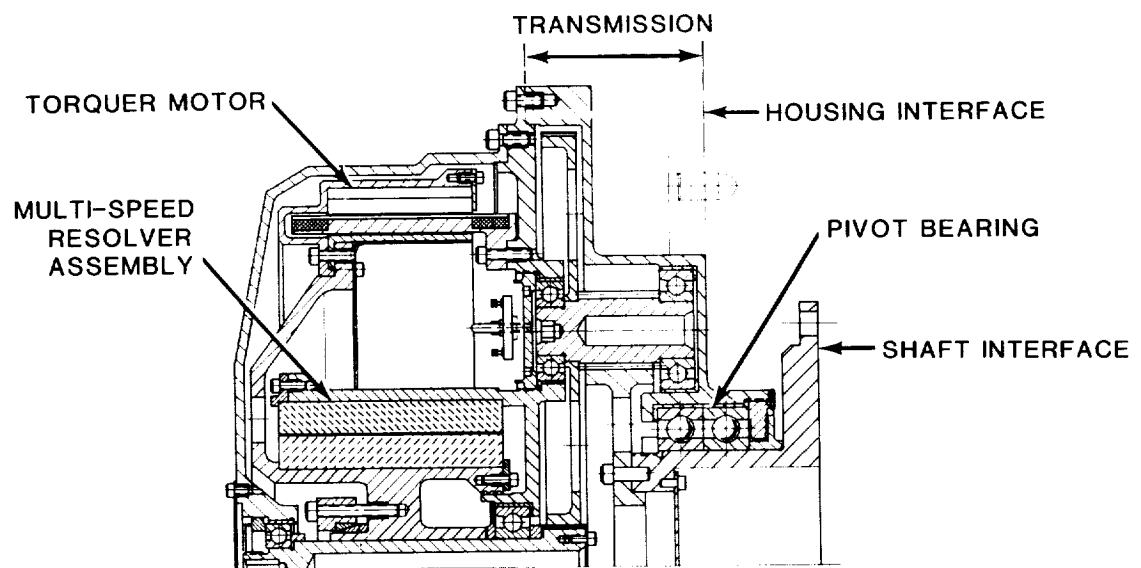 TRANSMISSION
TORQUER MOTOR
HOUSING INTERFACE
MULTI-SPEED
RESOLVER
ASSEMBLY
PIVOT BEARING
SHAFT INTERFACE